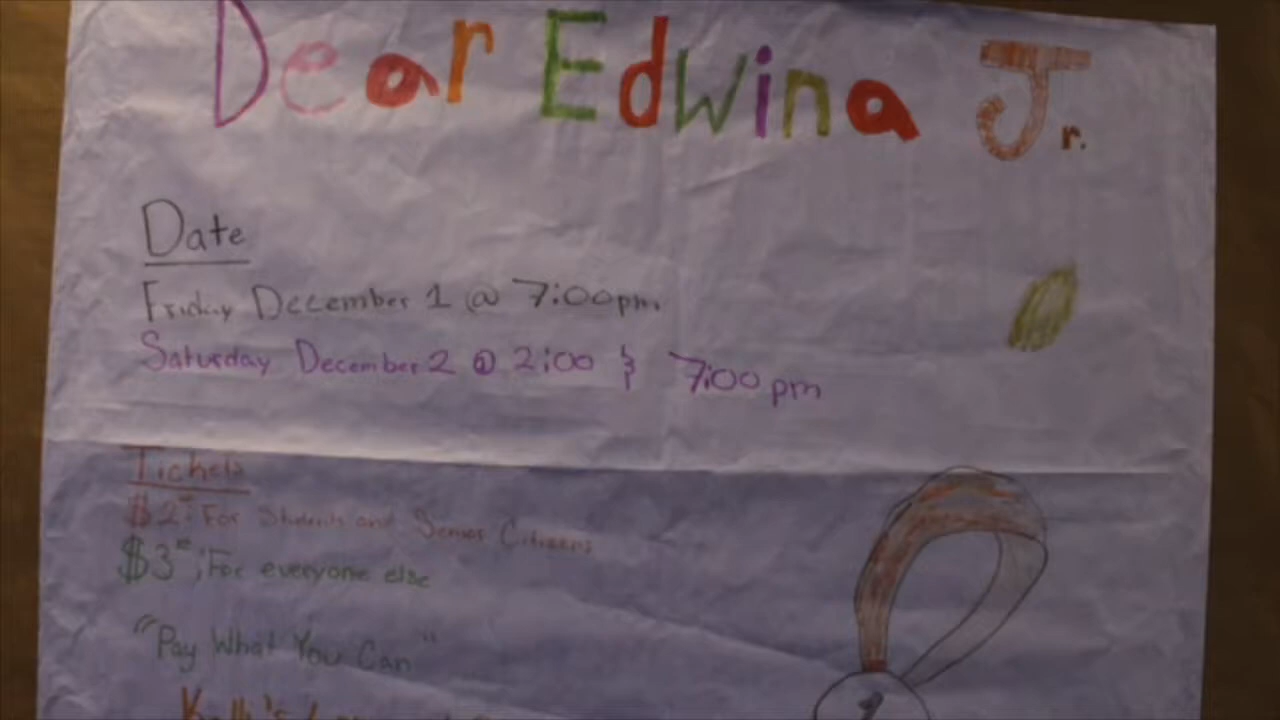 Dear Edwina Jr.
Date
Friday December 1 @ 7:00pm.
Saturday December 2 @ 2:00 & 7:00 pm
Tickets
$2: For Students and Senior Citizens
$3: For everyone else
"Pay What You Can"
1